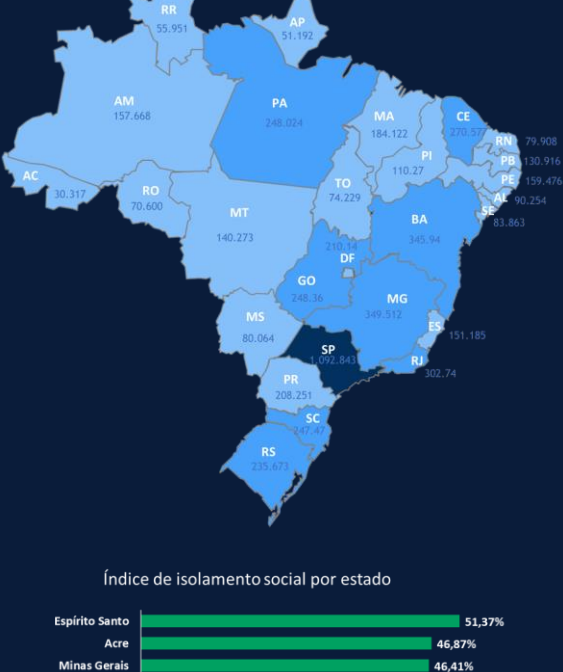 RR
55.951
AP
51.192
AM
157.668
PA
248.024
MA
184.122
CE
270.577
RN 79.908
PI
110.27
PB 130.916
PE 159.476
AL 90.254
SE 83.863
AC
30.317
RO
70.600
TO
74.229
MT
140.273
BA
345.94
210.14
DF
GO
248.36
MG
349.512
MS
80.064
ES 151.185
SP
1.092.843
RJ 302.74
PR
208.251
SC
247.47
RS
235.673
Índice de isolamento social por estado
Espírito Santo 51,37%
Acre 46,87%
Minas Gerais 46,41%